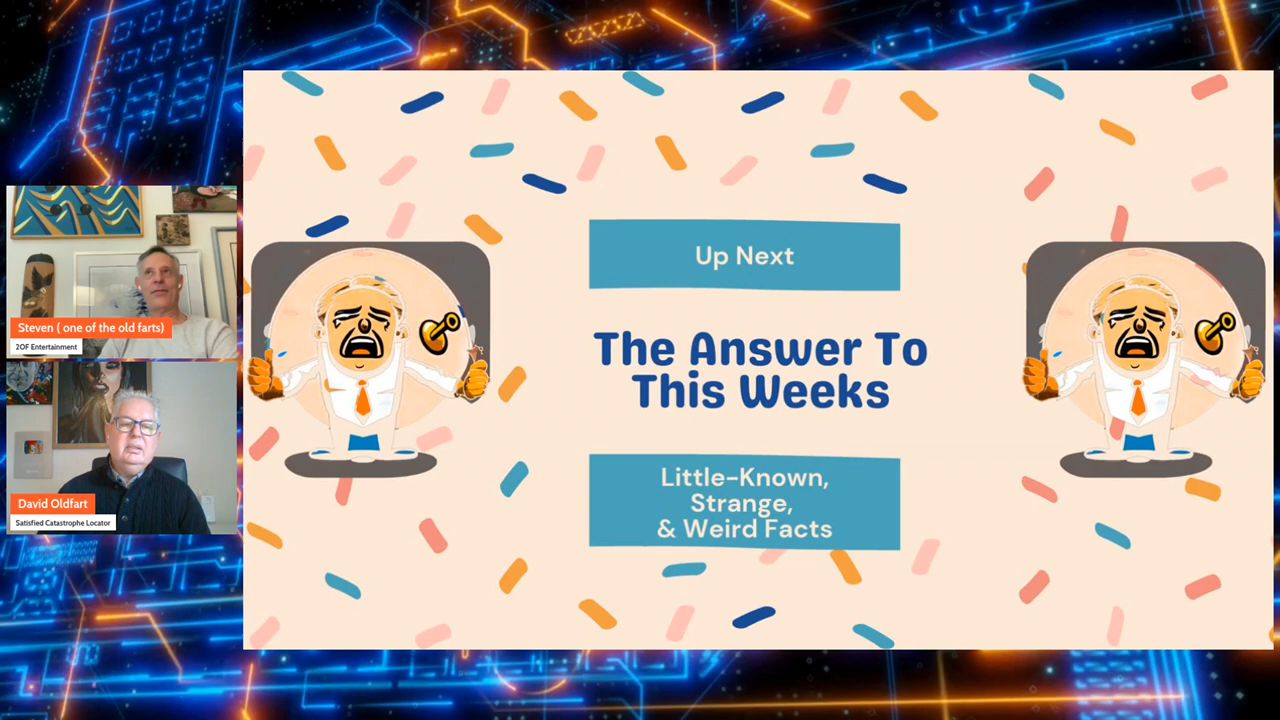 Steven ( one of the old farts)
2OF Entertainment
David Oldfart
Satisfied Catastrophe Locator
Up Next
The Answer To
This Weeks
Little-Known,
Strange,
& Weird Facts